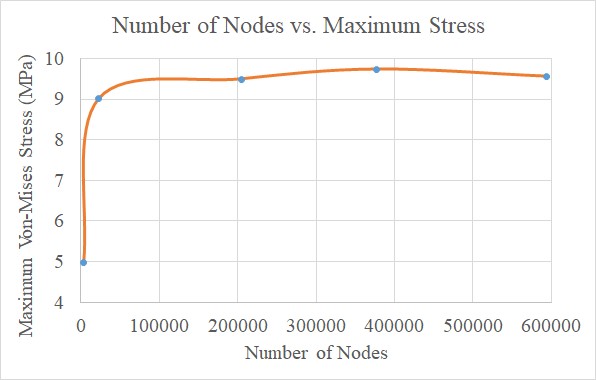 Number of Nodes vs. Maximum Stress
Maximum Von-Mises Stress (MPa)
10
9
8
7
6
5
4
0 100000 200000 300000 400000 500000 600000
Number of Nodes